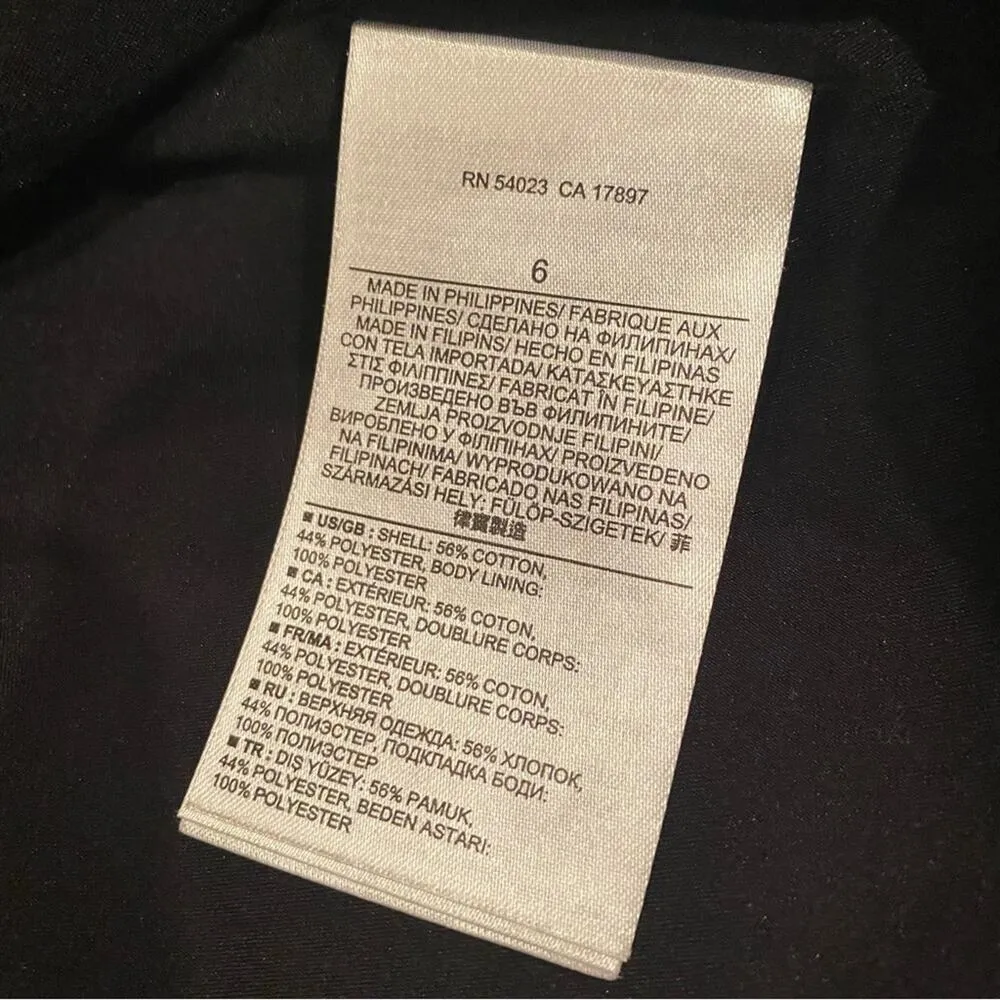 RN 54023 CA 17897
6
MADE IN PHILIPPINES/ FABRIQUE AUX
PHILIPPINES/ СДЕЛАНО НА ФИЛИПИНАХ/
MADE IN FILIPINS/ HECHO EN FILIPINAS
CON TELA IMPORTADA/ ΚΑΤΑΣΚΕΥΑΣΤΗΚΕ
ΣΤΙΣ ΦΙΛΙΠΠΙΝΕΣ/ FABRICAT ÎN FILIPINE/
ПРОИЗВЕДЕНО ВЪВ ФИЛИПИНИТЕ/
ZEMLJA PROIZVODNJE FILIPINI/
ВИРОБЛЕНО У ФІЛІПІНАХ/ PROIZVEDENO
NA FILIPINIMA/ WYPRODUKOWANO NA
FILIPINACH/ FABRICADO NAS FILIPINAS/
SZÁRMAZÁSI HELY: FÜLÖP-SZIGETEK/ 菲
律賓製造
■ US/GB : SHELL: 56% COTTON,
44% POLYESTER, BODY LINING:
100% POLYESTER
■ CA : EXTÉRIEUR: 56% COTON,
44% POLYESTER, DOUBLURE CORPS:
100% POLYESTER
■ FR/MA : EXTÉRIEUR: 56% COTON,
44% POLYESTER, DOUBLURE CORPS:
100% POLYESTER
■ RU : ВЕРХНЯЯ ОДЕЖДА: 56% ХЛОПОК,
44% ПОЛИЭСТЕР, ПОДКЛАДКА БОДИ:
100% ПОЛИЭСТЕР
■ TR : DIŞ YÜZEY: 56% PAMUK,
44% POLYESTER, BEDEN ASTARI:
100% POLYESTER